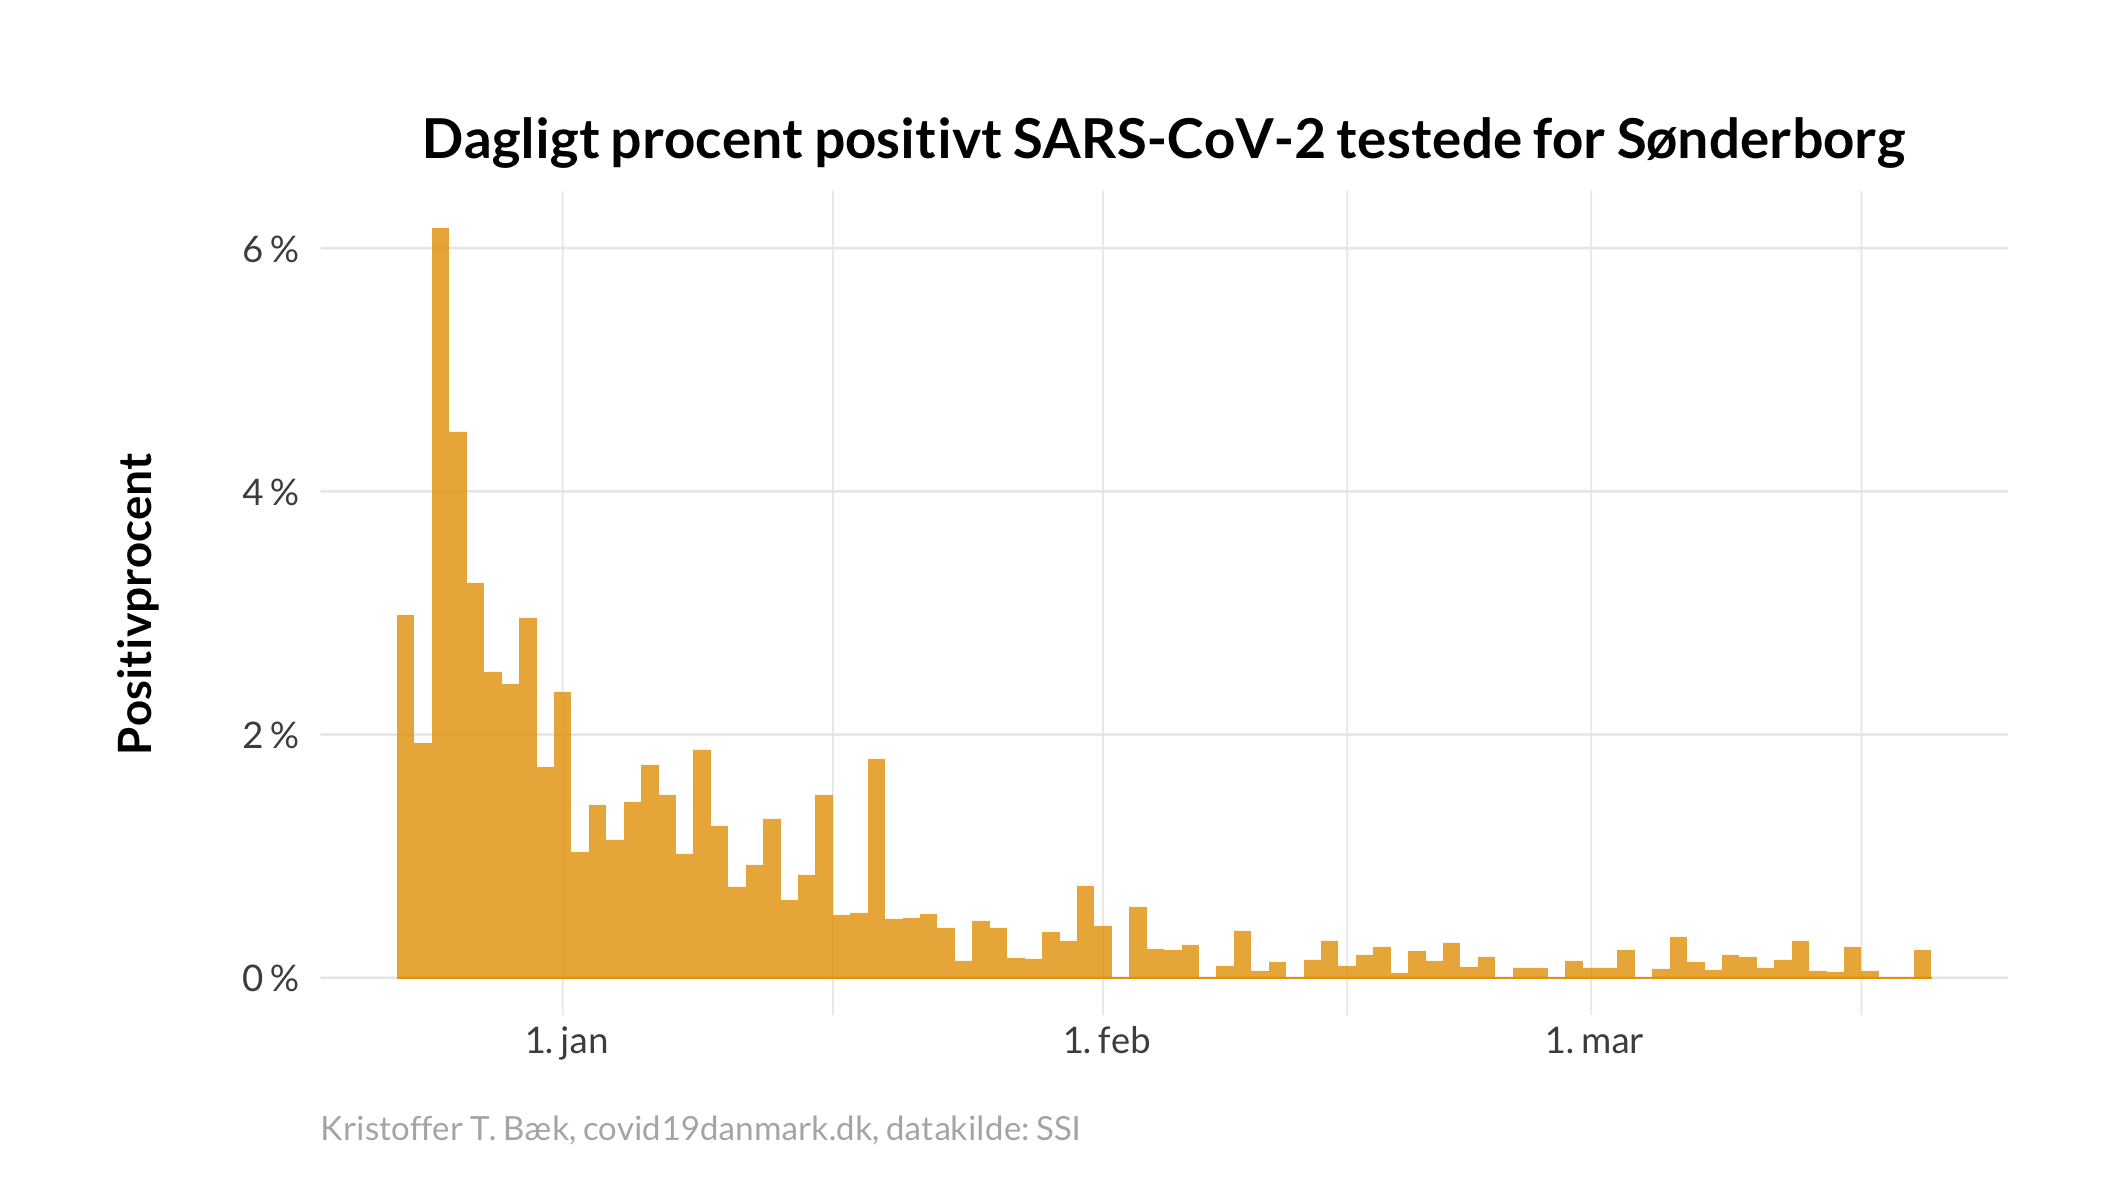 Dagligt procent positivt SARS-CoV-2 testede for Sønderborg
Positivprocent
6 %
4 %
2 %
0 %
1. jan
1. feb
1. mar
Kristoffer T. Bæk, covid19danmark.dk, datakilde: SSI